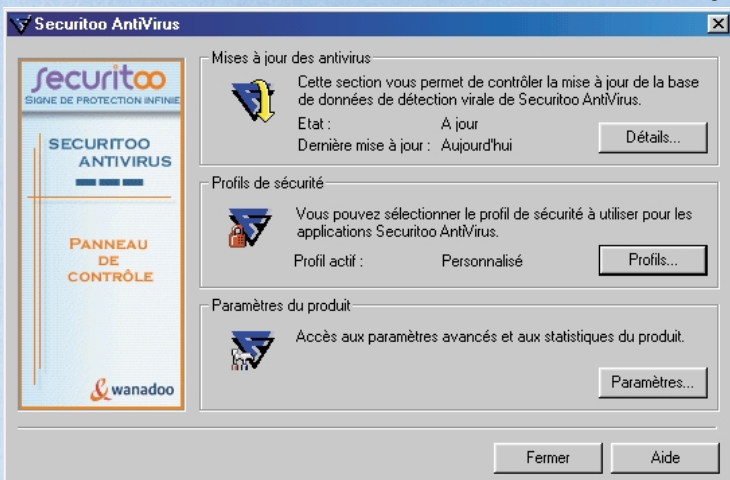 Securitoo AntiVirus
Securitoo
SIGNE DE PROTECTION INFINIE
SECURITOO
ANTIVIRUS
PANNEAU
DE
CONTRÔLE
& wanadoo
Mises à jour des antivirus
Cette section vous permet de contrôler la mise à jour de la base
de données de détection virale de Securitoo AntiVirus.
Etat : A jour
Dernière mise à jour : Aujourd'hui
Détails...
Profils de sécurité
Vous pouvez sélectionner le profil de sécurité à utiliser pour les
applications Securitoo AntiVirus.
Profil actif : Personnalisé
Profils...
Paramètres du produit
Accès aux paramètres avancés et aux statistiques du produit.
Paramètres...
Fermer
Aide